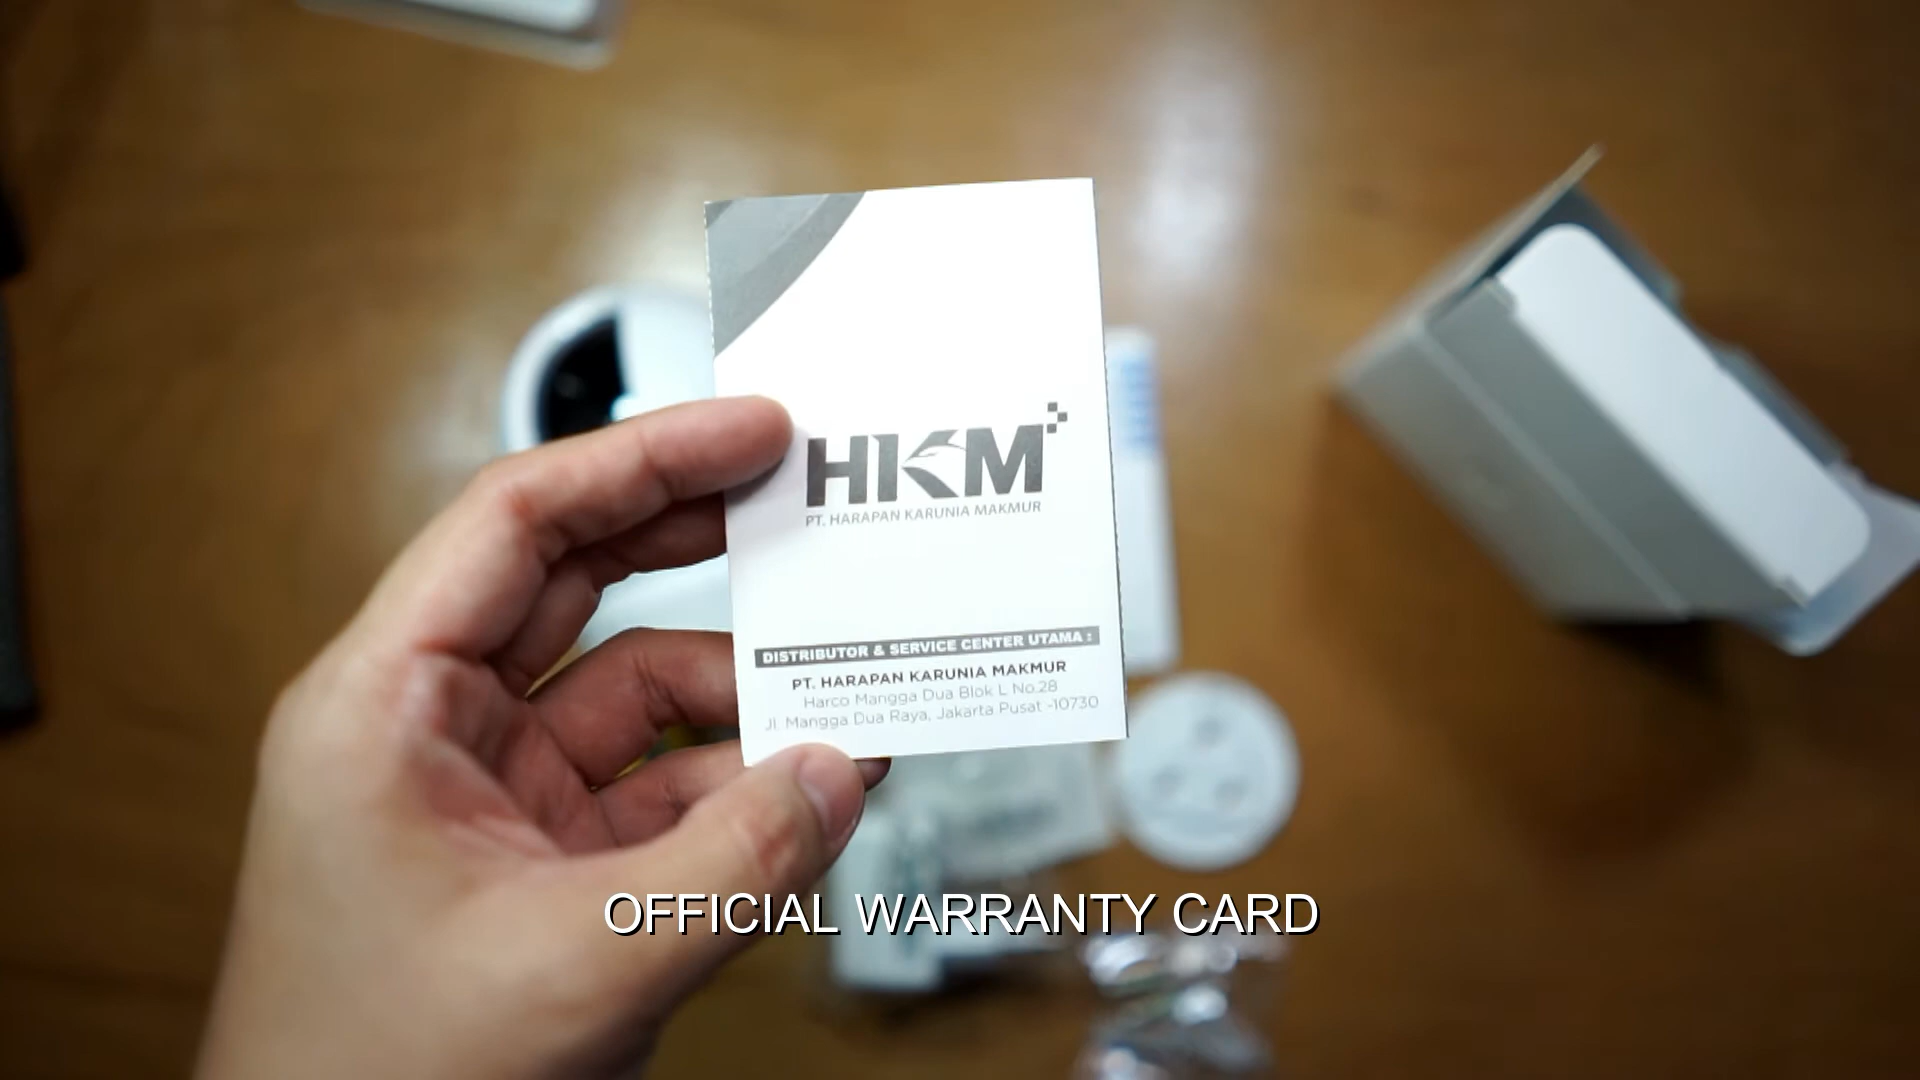 HKM
PT. HARAPAN KARUNIA MAKMUR
DISTRIBUTOR & SERVICE CENTER UTAMA :
PT. HARAPAN KARUNIA MAKMUR
Harco Mangga Dua Blok L No.28
Jl. Mangga Dua Raya, Jakarta Pusat -10730
OFFICIAL WARRANTY CARD